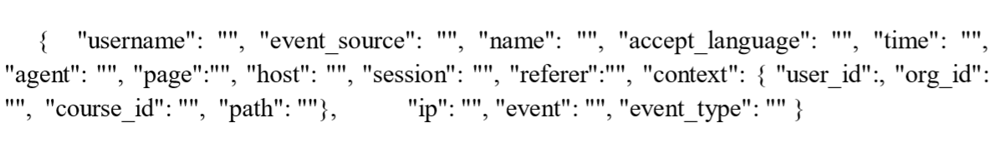 { "username": "", "event_source": "", "name": "", "accept_language": "", "time": "",
"agent": "", "page":"", "host": "", "session": "", "referer":"", "context": { "user_id":, "org_id":
"", "course_id": "", "path": ""}, "ip": "", "event": "", "event_type": "" }